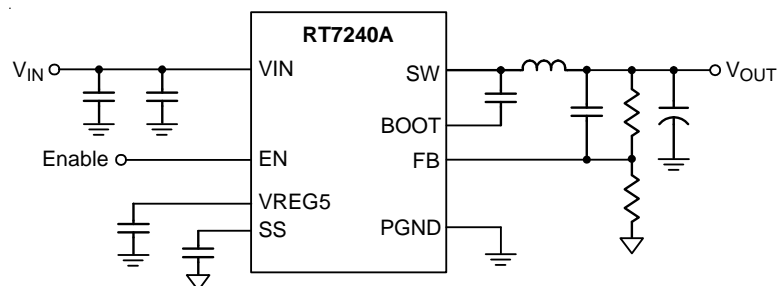 RT7240A
VIN
VIN
SW
VOUT
BOOT
Enable
EN
FB
VREG5
SS
PGND